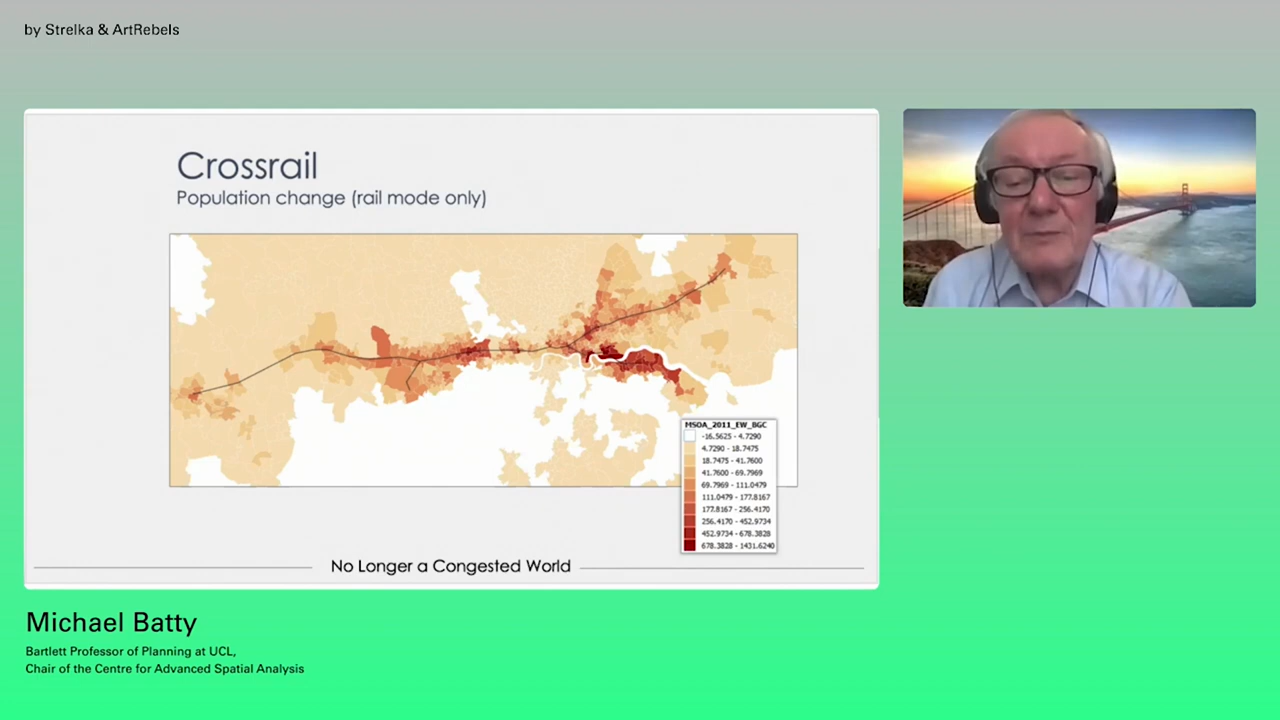 by Strelka & ArtRebels
Crossrail
Population change (rail mode only)
MSOA_2011_EW_BGC
-16.5625 - 4.7290
4.7290 - 18.7475
18.7475 - 41.7600
41.7600 - 69.7969
69.7969 - 111.0479
111.0479 - 177.8167
177.8167 - 256.4170
256.4170 - 452.9734
452.9734 - 678.3828
678.3828 - 1431.6240
No Longer a Congested World
Michael Batty
Bartlett Professor of Planning at UCL,
Chair of the Centre for Advanced Spatial Analysis